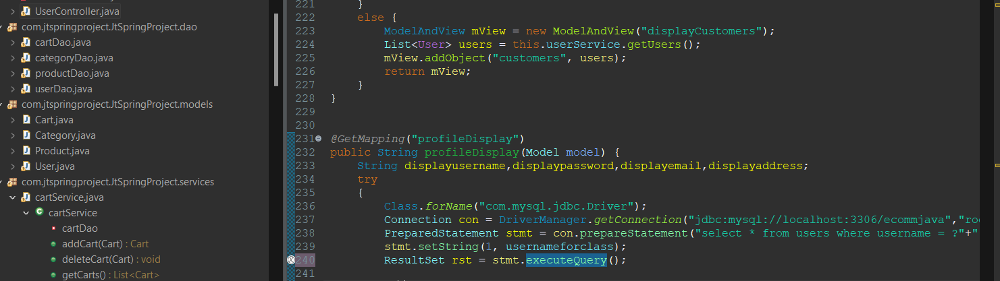 UserController.java
com.jtspringproject.JtSpringProject.dao
cartDao.java
categoryDao.java
productDao.java
userDao.java
com.jtspringproject.JtSpringProject.models
Cart.java
Category.java
Product.java
User.java
com.jtspringproject.JtSpringProject.services
cartService.java
cartService
cartDao
addCart(Cart) : Cart
deleteCart(Cart) : void
getCarts() : List<Cart>
221 }
222 else {
223 ModelAndView mView = new ModelAndView("displayCustomers");
224 List<User> users = this.userService.getUsers();
225 mView.addObject("customers", users);
226 return mView;
227 }
228 }
229
230
231 @GetMapping("profileDisplay")
232 public String profileDisplay(Model model) {
233 String displayusername,displaypassword,displayemail,displayaddress;
234 try
235 {
236 Class.forName("com.mysql.jdbc.Driver");
237 Connection con = DriverManager.getConnection("jdbc:mysql://localhost:3306/ecommjava","ro
238 PreparedStatement stmt = con.prepareStatement("select * from users where username = ?"+"
239 stmt.setString(1, usernameforclass);
240 ResultSet rst = stmt.executeQuery();
241